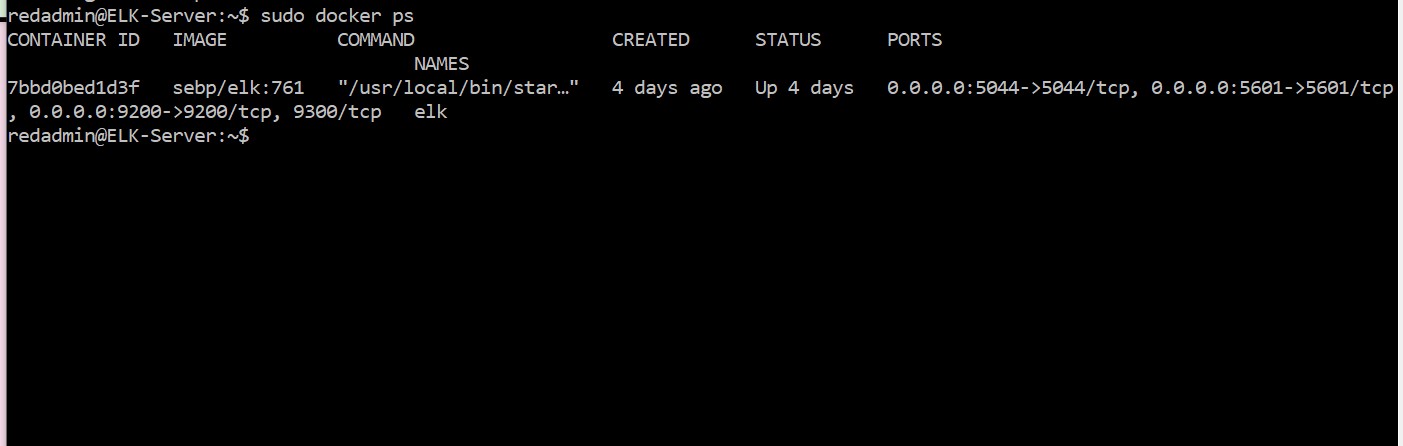 redadmin@ELK-Server:~$ sudo docker ps
CONTAINER ID   IMAGE          COMMAND                  CREATED      STATUS      PORTS
                                     NAMES
7bbd0bed1d3f   sebp/elk:761   "/usr/local/bin/star…"   4 days ago   Up 4 days   0.0.0.0:5044->5044/tcp, 0.0.0.0:5601->5601/tcp
, 0.0.0.0:9200->9200/tcp, 9300/tcp   elk
redadmin@ELK-Server:~$